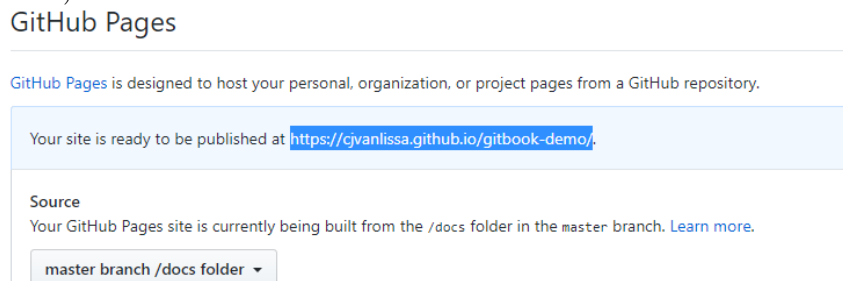 GitHub Pages
GitHub Pages is designed to host your personal, organization, or project pages from a GitHub repository.
Your site is ready to be published at https://cjvanlissa.github.io/gitbook-demo/.
Source
Your GitHub Pages site is currently being built from the /docs folder in the master branch. Learn more.
master branch /docs folder